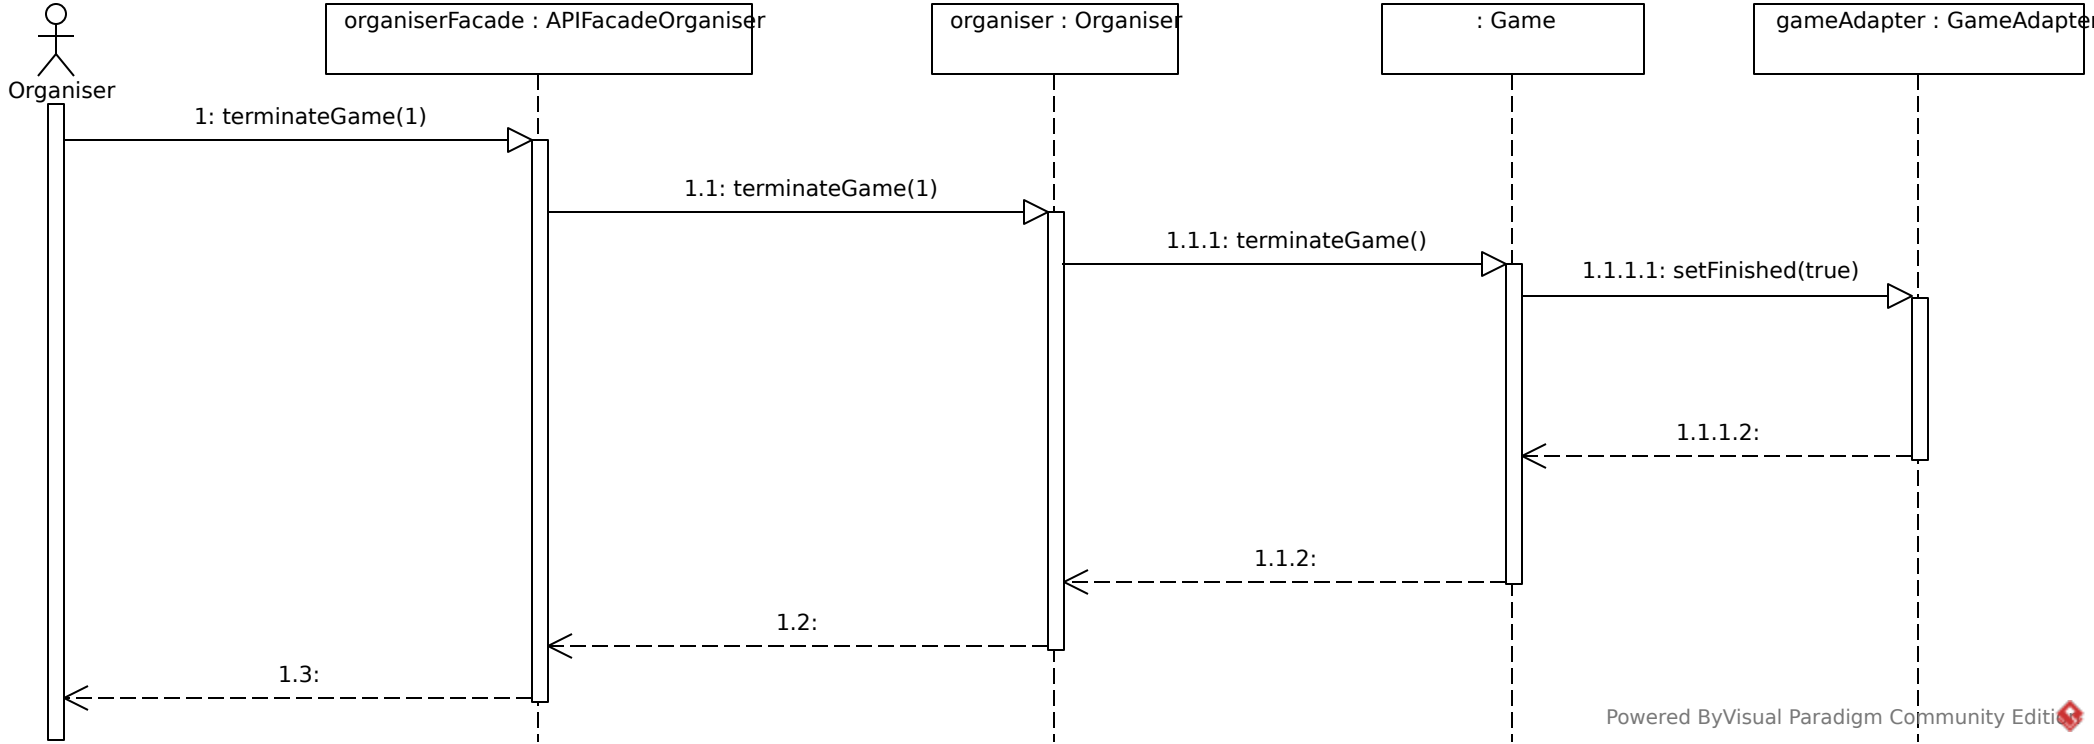 organiserFacade : APIFacadeOrganiser
organiser : Organiser
: Game
gameAdapter : GameAdapter
Organiser
1: terminateGame(1)
1.1: terminateGame(1)
1.1.1: terminateGame()
1.1.1.1: setFinished(true)
1.1.1.2:
1.1.2:
1.2:
1.3:
Powered ByVisual Paradigm Community Edition